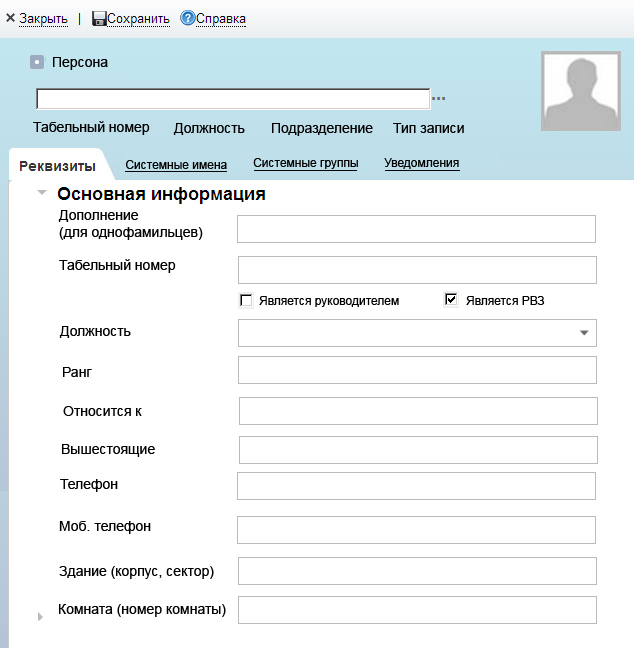 Закрыть | Сохранить Справка
Персона
...
Табельный номер Должность Подразделение Тип записи
Реквизиты Системные имена Системные группы Уведомления
Основная информация
Дополнение
(для однофамильцев)
Табельный номер
Является руководителем Является РВЗ
Должность
Ранг
Относится к
Вышестоящие
Телефон
Моб. телефон
Здание (корпус, сектор)
Комната (номер комнаты)